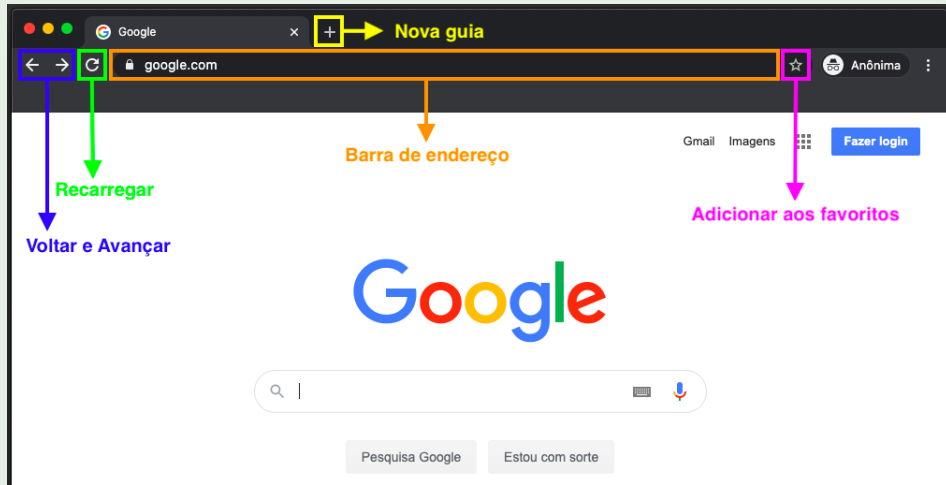 Google
Nova guia
google.com
Anônima
Barra de endereço
Gmail Imagens
Fazer login
Recarregar
Adicionar aos favoritos
Voltar e Avançar
Google
Pesquisa Google
Estou com sorte